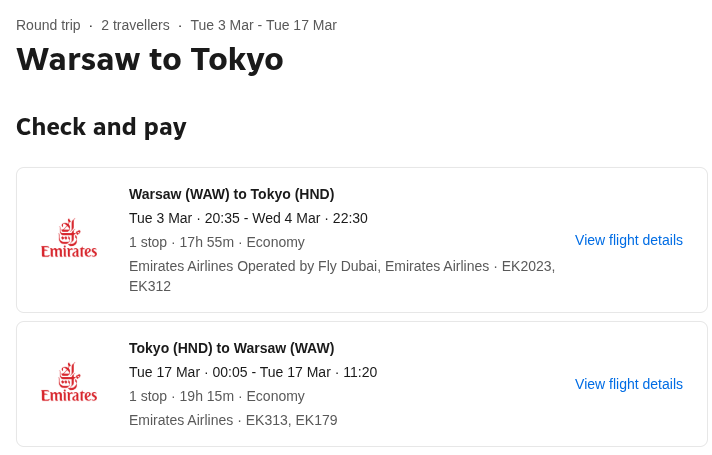 Round trip · 2 travellers · Tue 3 Mar - Tue 17 Mar
Warsaw to Tokyo
Check and pay
Warsaw (WAW) to Tokyo (HND)
Tue 3 Mar · 20:35 - Wed 4 Mar · 22:30
1 stop · 17h 55m · Economy
Emirates Airlines Operated by Fly Dubai, Emirates Airlines · EK2023,
EK312
Emirates
View flight details
Tokyo (HND) to Warsaw (WAW)
Tue 17 Mar · 00:05 - Tue 17 Mar · 11:20
1 stop · 19h 15m · Economy
Emirates Airlines · EK313, EK179
Emirates
View flight details